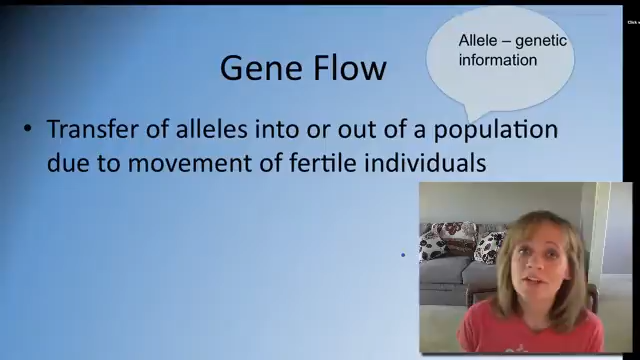 Allele – genetic
information
Gene Flow
• Transfer of alleles into or out of a population
due to movement of fertile individuals